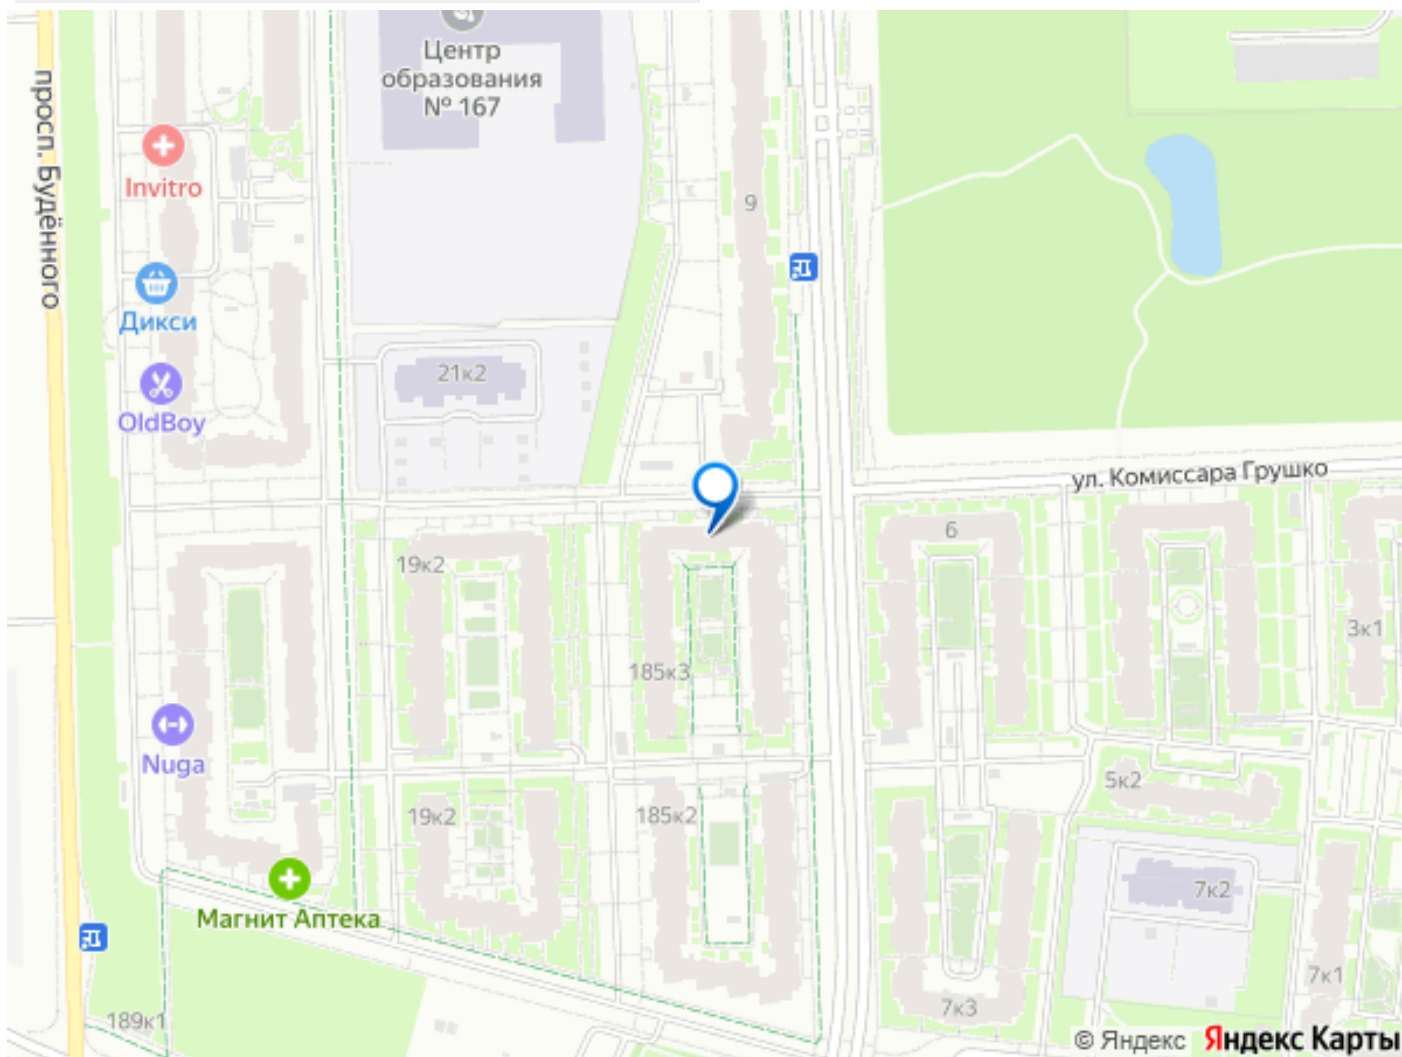 Центр
образования
№ 167
просп. Будённого
Invitro
9
Дикси
21к2
OldBoy
ул. Комиссара Грушко
6
19к2
3к1
185к3
Nuga
5к2
19к2
185к2
7к2
Магнит Аптека
7к1
7к3
189к1
© Яндекс Яндекс Карты